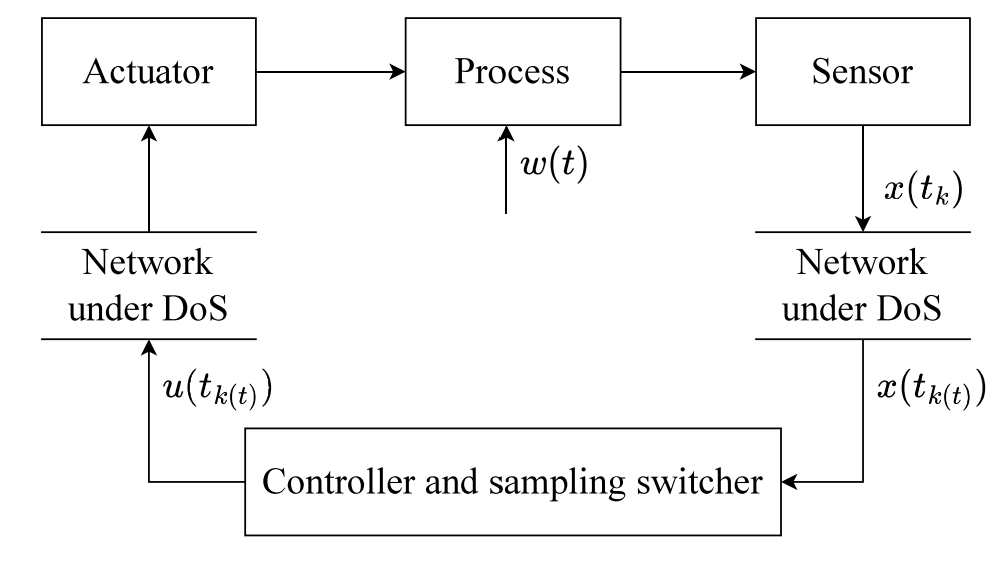 Actuator
Process
Sensor
w(t)
x(t_k)
Network
under DoS
Network
under DoS
u(t_{k(t)})
x(t_{k(t)})
Controller and sampling switcher